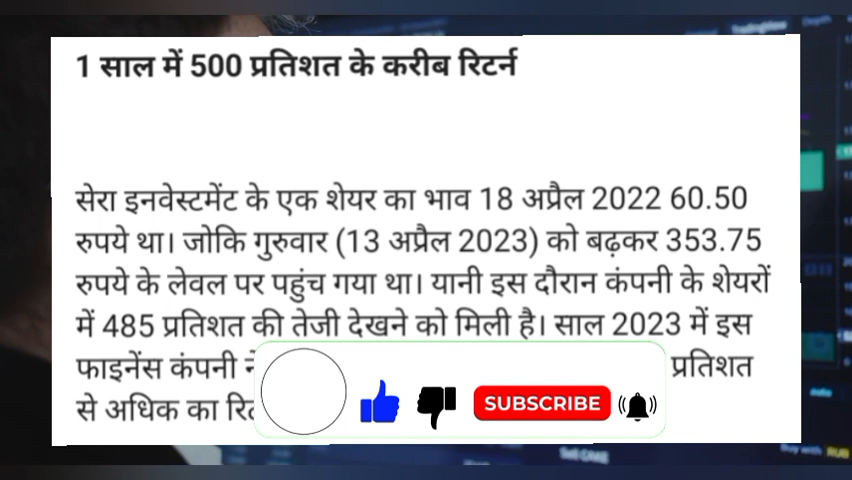 1 साल में 500 प्रतिशत के करीब रिटर्न
सेरा इनवेस्टमेंट के एक शेयर का भाव 18 अप्रैल 2022 60.50
रुपये था। जोकि गुरुवार (13 अप्रैल 2023) को बढ़कर 353.75
रुपये के लेवल पर पहुंच गया था। यानी इस दौरान कंपनी के शेयरों
में 485 प्रतिशत की तेजी देखने को मिली है। साल 2023 में इस
फाइनेंस कंपनी प्रतिशत
से अधिक का
SUBSCRIBE